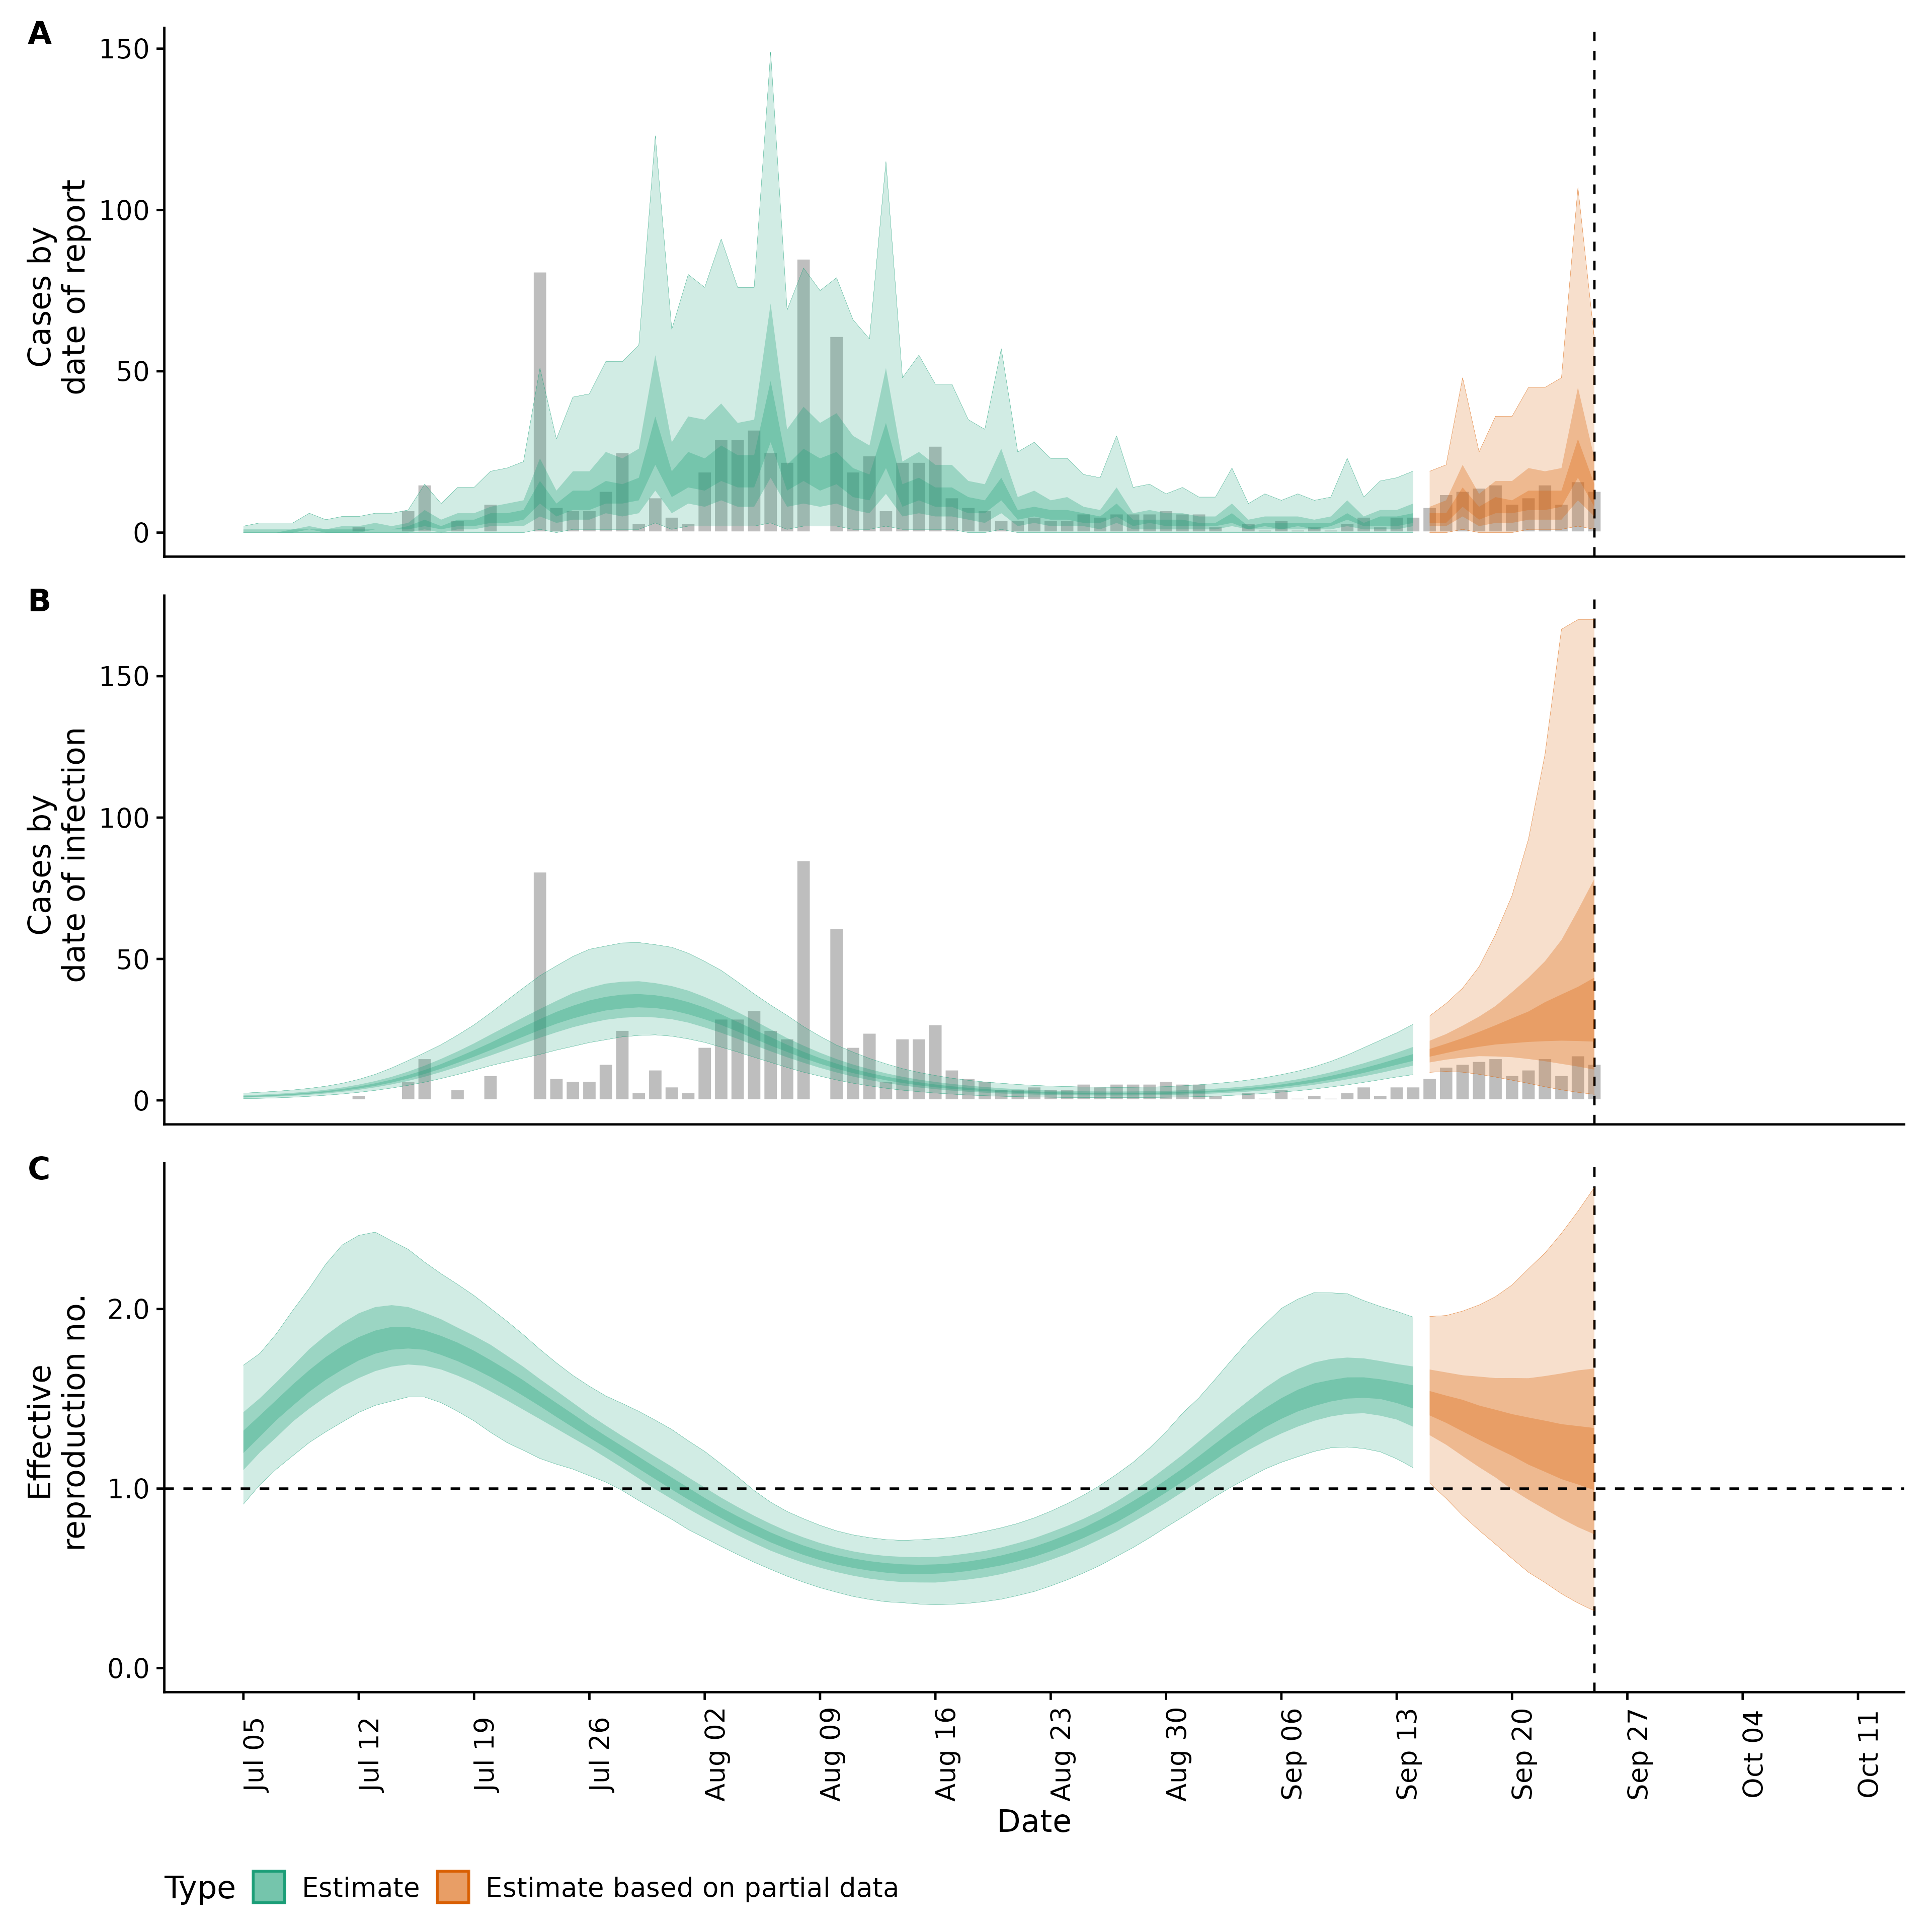 A
Cases by
date of report
150
100
50
0
B
Cases by
date of infection
150
100
50
0
C
Effective
reproduction no.
2.0
1.0
0.0
Jul 05
Jul 12
Jul 19
Jul 26
Aug 02
Aug 09
Aug 16
Aug 23
Aug 30
Sep 06
Sep 13
Sep 20
Sep 27
Oct 04
Oct 11
Date
Type Estimate Estimate based on partial data